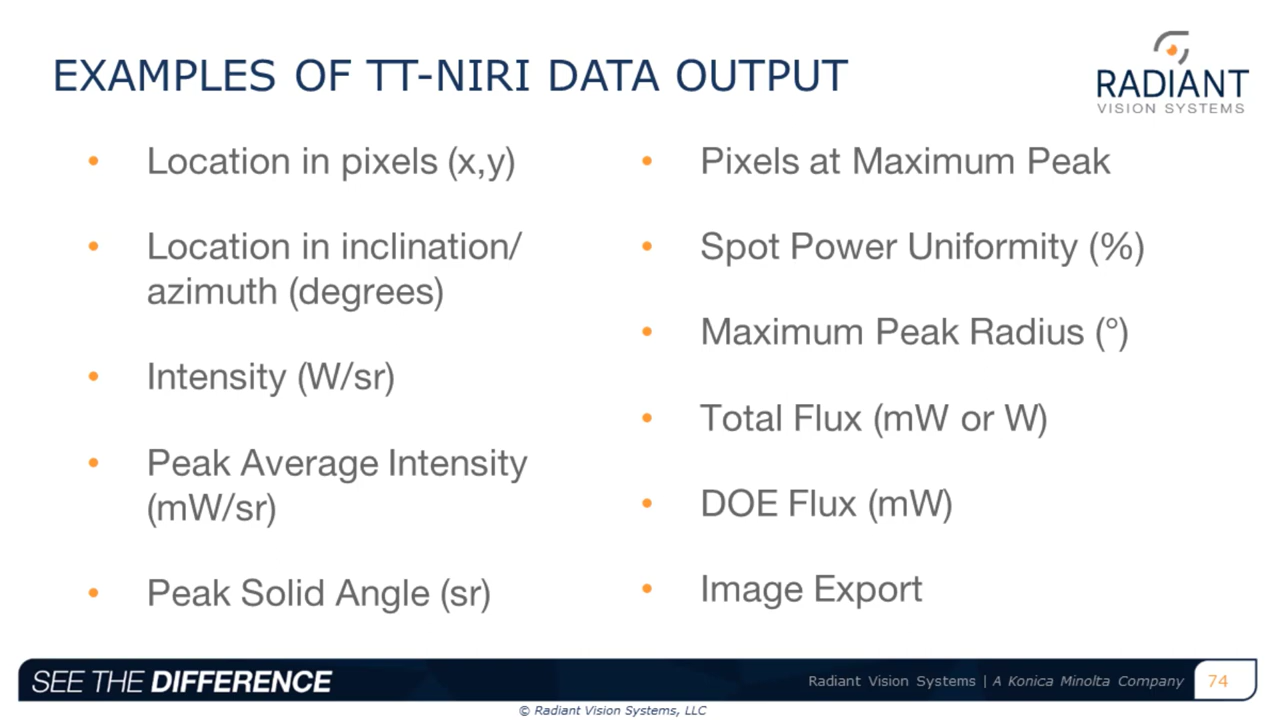 EXAMPLES OF TT-NIRI DATA OUTPUT
RADIANT
VISION SYSTEMS
• Location in pixels (x,y)
• Location in inclination/
azimuth (degrees)
• Intensity (W/sr)
• Peak Average Intensity
(mW/sr)
• Peak Solid Angle (sr)
• Pixels at Maximum Peak
• Spot Power Uniformity (%)
• Maximum Peak Radius (°)
• Total Flux (mW or W)
• DOE Flux (mW)
• Image Export
SEE THE DIFFERENCE
Radiant Vision Systems | A Konica Minolta Company
74
© Radiant Vision Systems, LLC